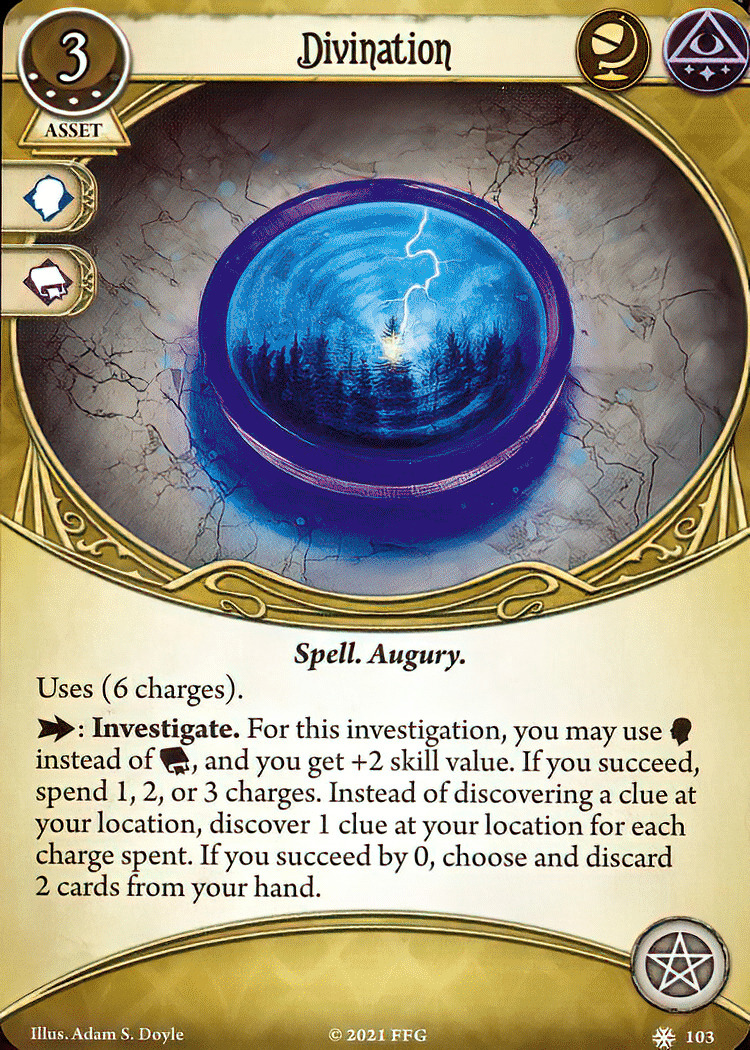 3
Divination
ASSET
Spell. Augury.
Uses (6 charges).
: Investigate. For this investigation, you may use
instead of , and you get +2 skill value. If you succeed,
spend 1, 2, or 3 charges. Instead of discovering a clue at
your location, discover 1 clue at your location for each
charge spent. If you succeed by 0, choose and discard
2 cards from your hand.
Illus. Adam S. Doyle
© 2021 FFG
103